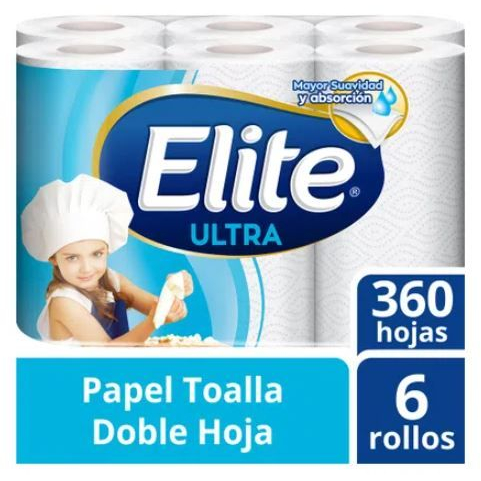 Mayor Suavidad
y absorción
Elite®
ULTRA
360
hojas
Papel Toalla
Doble Hoja
6
rollos